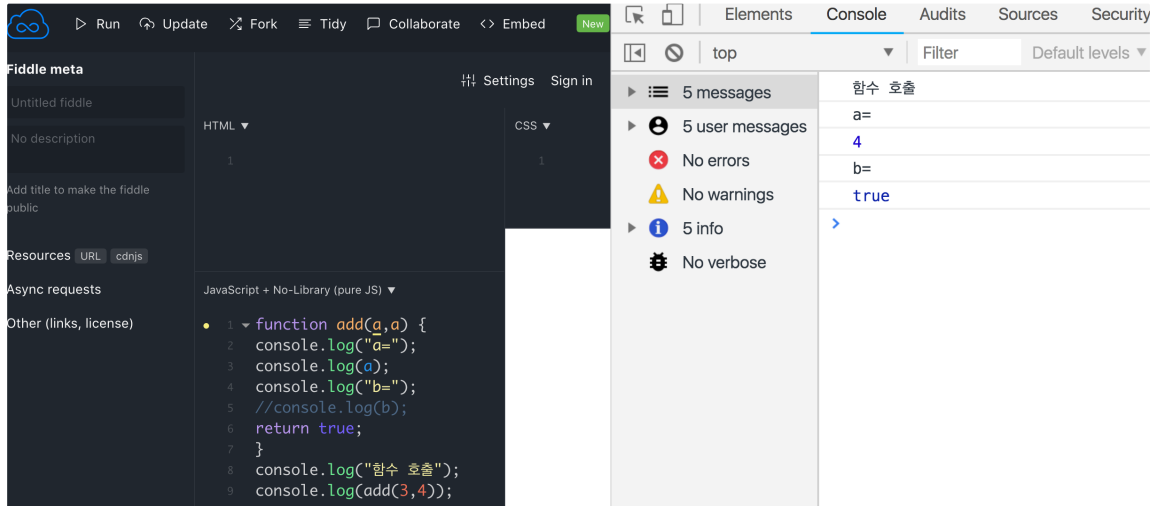 Run Update Fork Tidy Collaborate Embed New
Fiddle meta
Untitled fiddle
No description
Add title to make the fiddle
public
Resources URL cdnjs
Async requests
Other (links, license)
Settings Sign in
HTML ▼
1
CSS ▼
1
JavaScript + No-Library (pure JS) ▼
1 function add(a,a) {
2 console.log("a=");
3 console.log(a);
4 console.log("b=");
5 //console.log(b);
6 return true;
7 }
8 console.log("함수 호출");
9 console.log(add(3,4));
Elements Console Audits Sources Security
top ▼ Filter Default levels ▼
5 messages
5 user messages
No errors
No warnings
5 info
No verbose
함수 호출
a=
4
b=
true